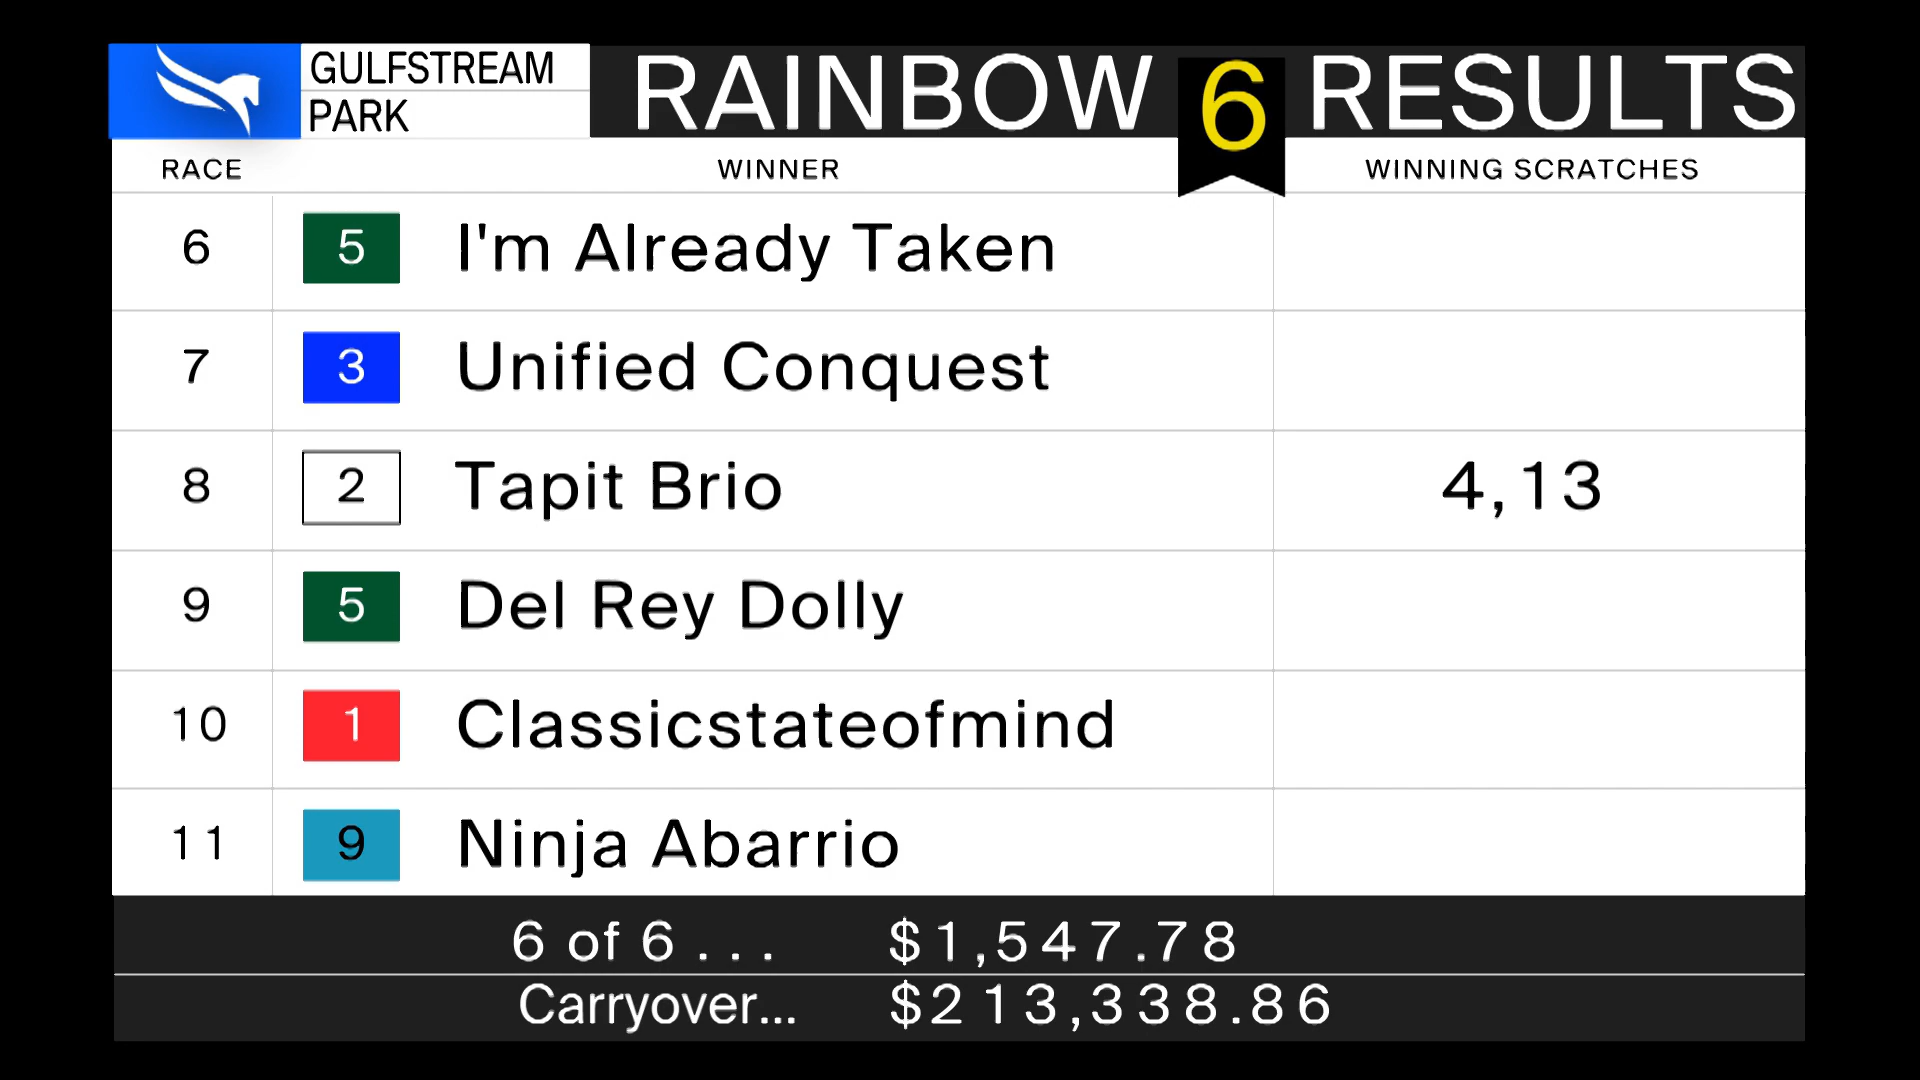 GULFSTREAM
PARK
RAINBOW 6 RESULTS
RACE WINNER WINNING SCRATCHES
6 5 I'm Already Taken
7 3 Unified Conquest
8 2 Tapit Brio 4,13
9 5 Del Rey Dolly
10 1 Classicstateofmind
11 9 Ninja Abarrio
6 of 6 ... $1,547.78
Carryover... $213,338.86